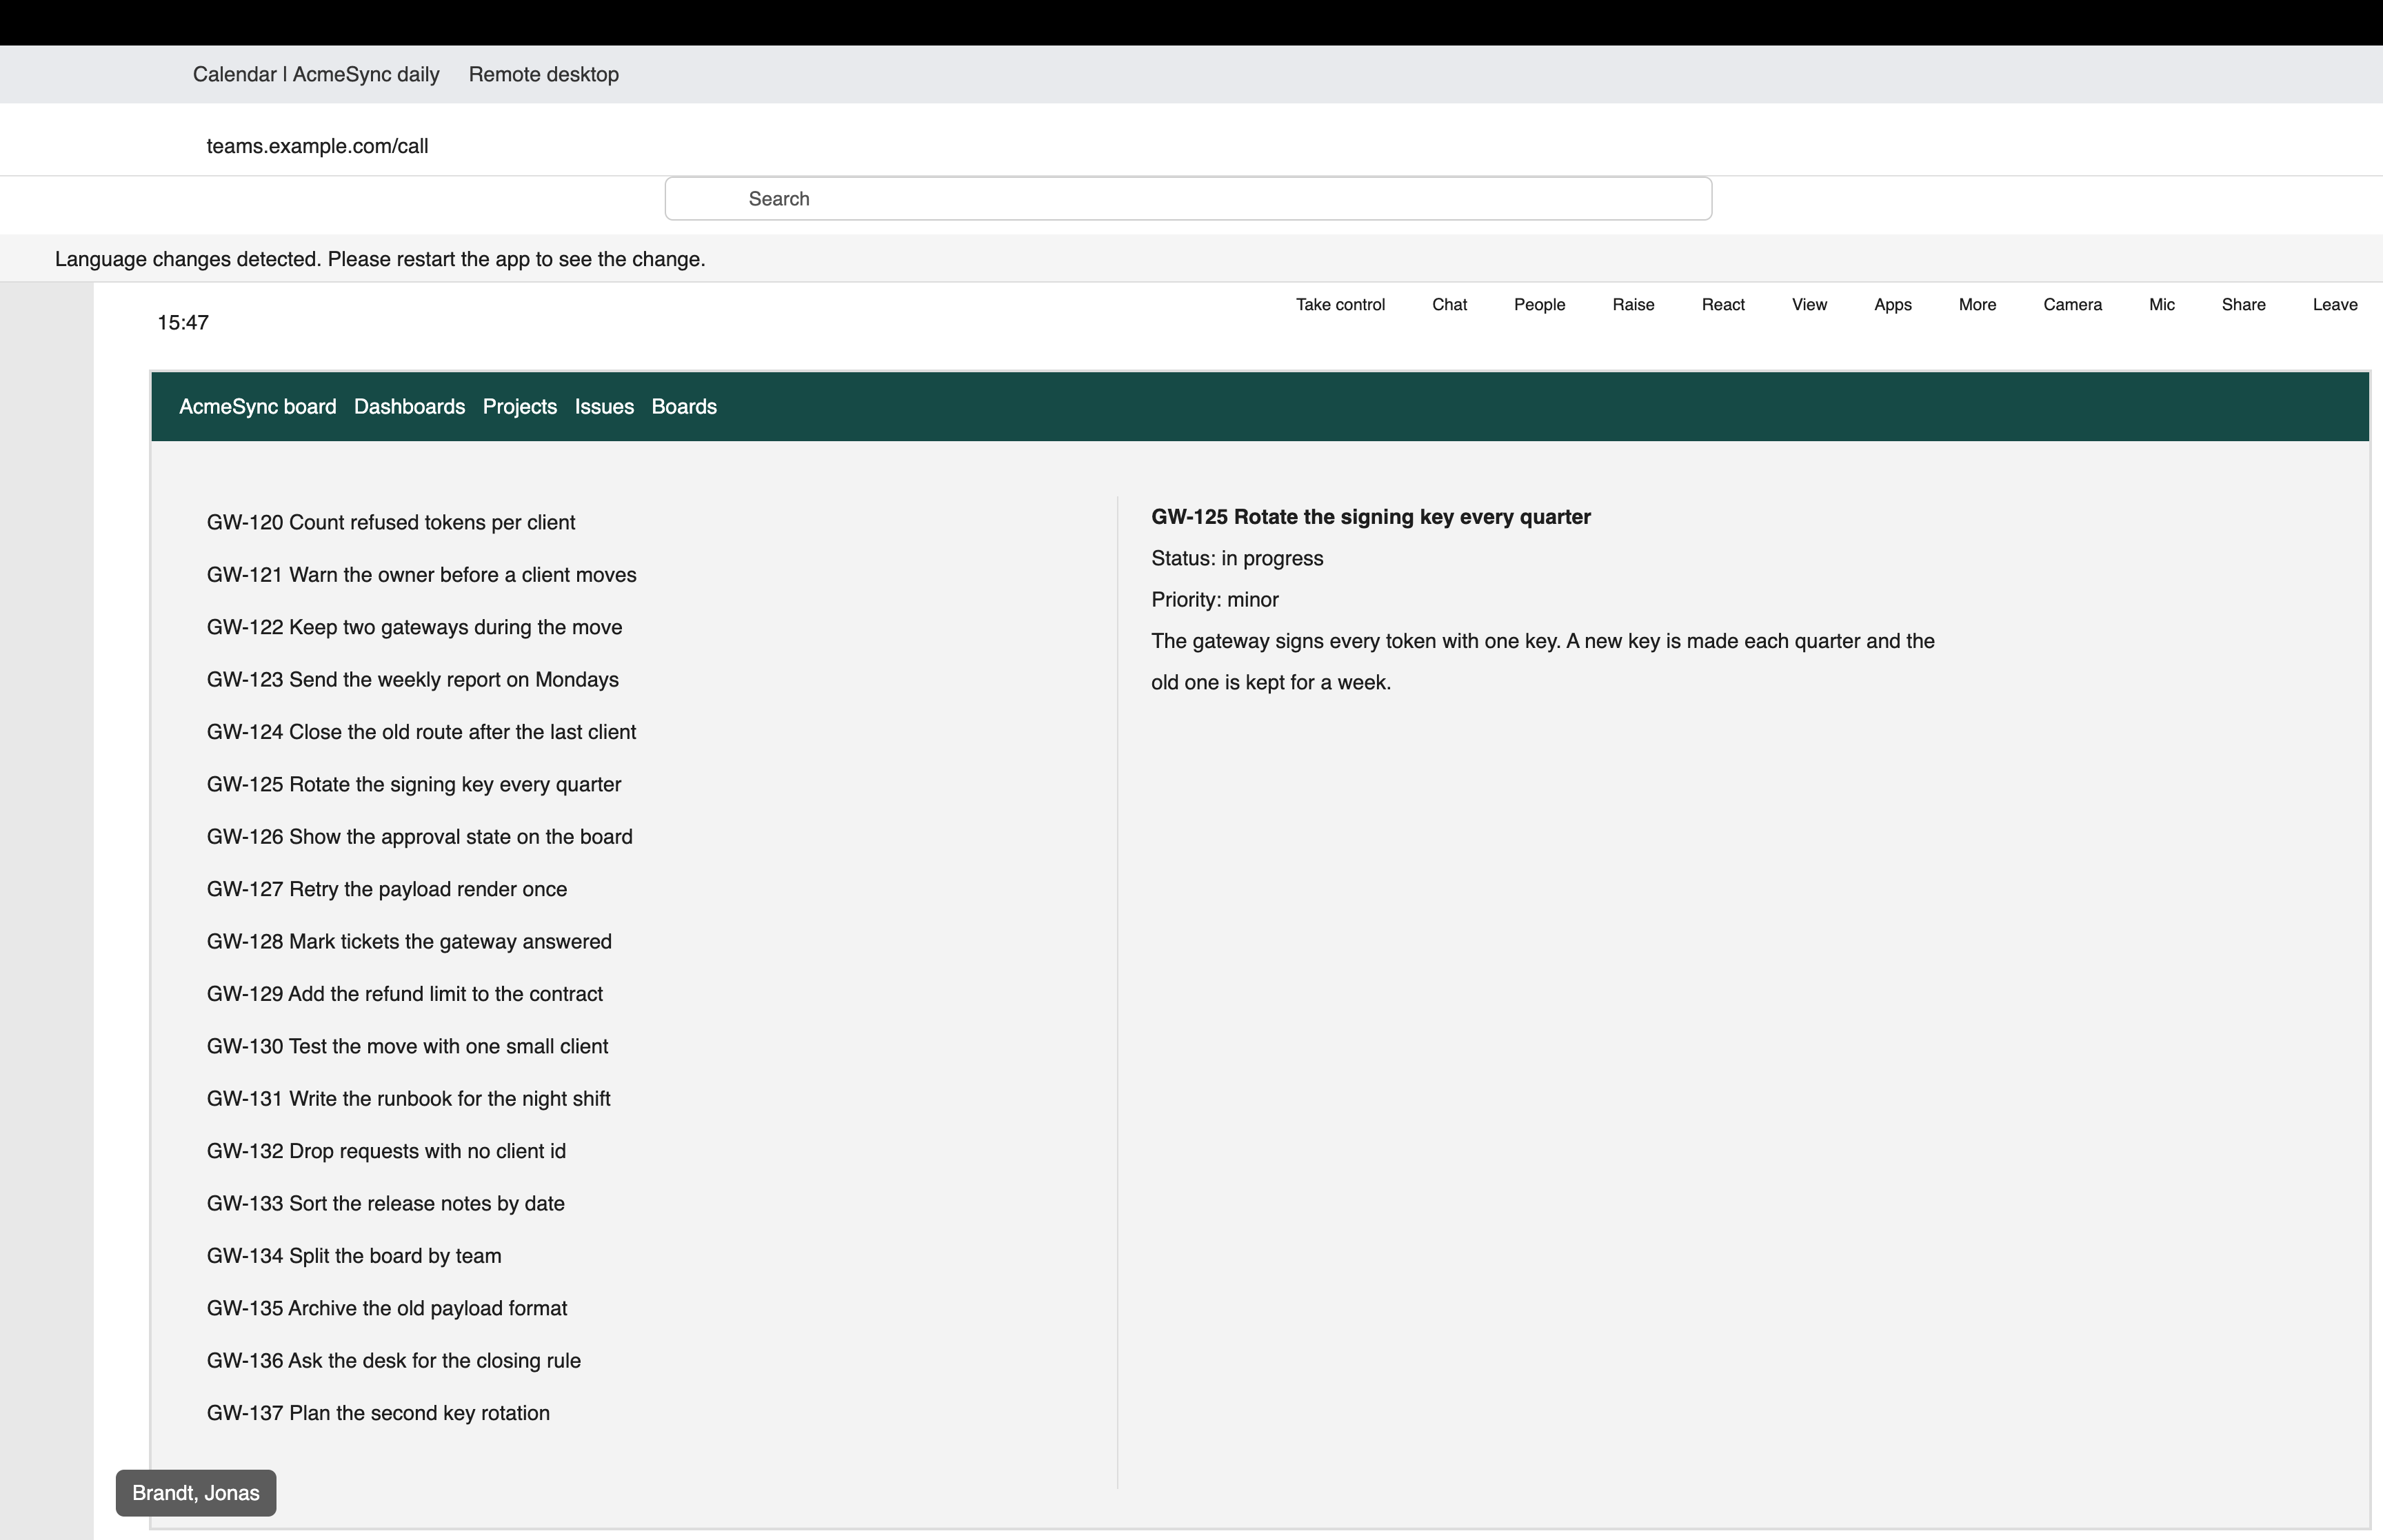 Calendar | AcmeSync daily Remote desktop
teams.example.com/call
Search
Language changes detected. Please restart the app to see the change.
15:47
Take control Chat People Raise React View Apps More Camera Mic Share Leave
AcmeSync board Dashboards Projects Issues Boards
GW-120 Count refused tokens per client
GW-121 Warn the owner before a client moves
GW-122 Keep two gateways during the move
GW-123 Send the weekly report on Mondays
GW-124 Close the old route after the last client
GW-125 Rotate the signing key every quarter
GW-126 Show the approval state on the board
GW-127 Retry the payload render once
GW-128 Mark tickets the gateway answered
GW-129 Add the refund limit to the contract
GW-130 Test the move with one small client
GW-131 Write the runbook for the night shift
GW-132 Drop requests with no client id
GW-133 Sort the release notes by date
GW-134 Split the board by team
GW-135 Archive the old payload format
GW-136 Ask the desk for the closing rule
GW-137 Plan the second key rotation
GW-125 Rotate the signing key every quarter
Status: in progress
Priority: minor
The gateway signs every token with one key. A new key is made each quarter and the
old one is kept for a week.
Brandt, Jonas